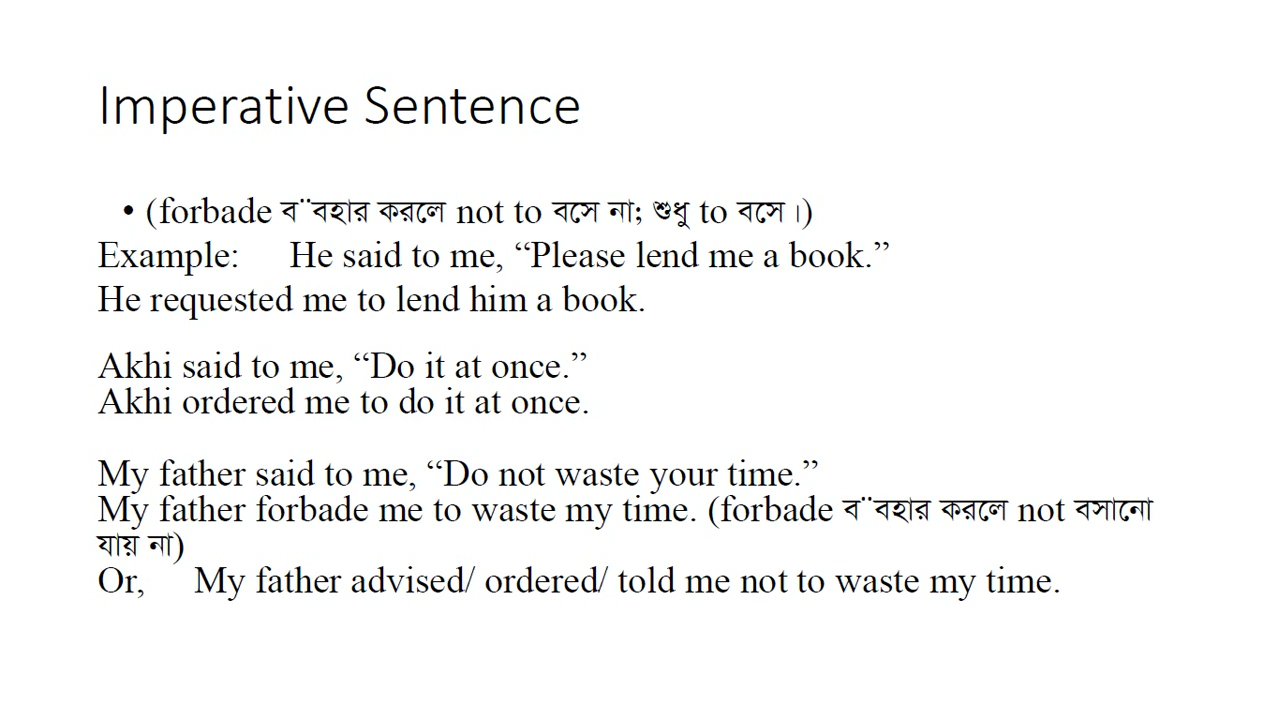 Imperative Sentence
• (forbade ব¨বহার করলে not to বসে না; শুধু to বসে।)
Example: He said to me, “Please lend me a book.”
He requested me to lend him a book.
Akhi said to me, “Do it at once.”
Akhi ordered me to do it at once.
My father said to me, “Do not waste your time.”
My father forbade me to waste my time. (forbade ব¨বহার করলে not বসানো
যায় না)
Or, My father advised/ ordered/ told me not to waste my time.